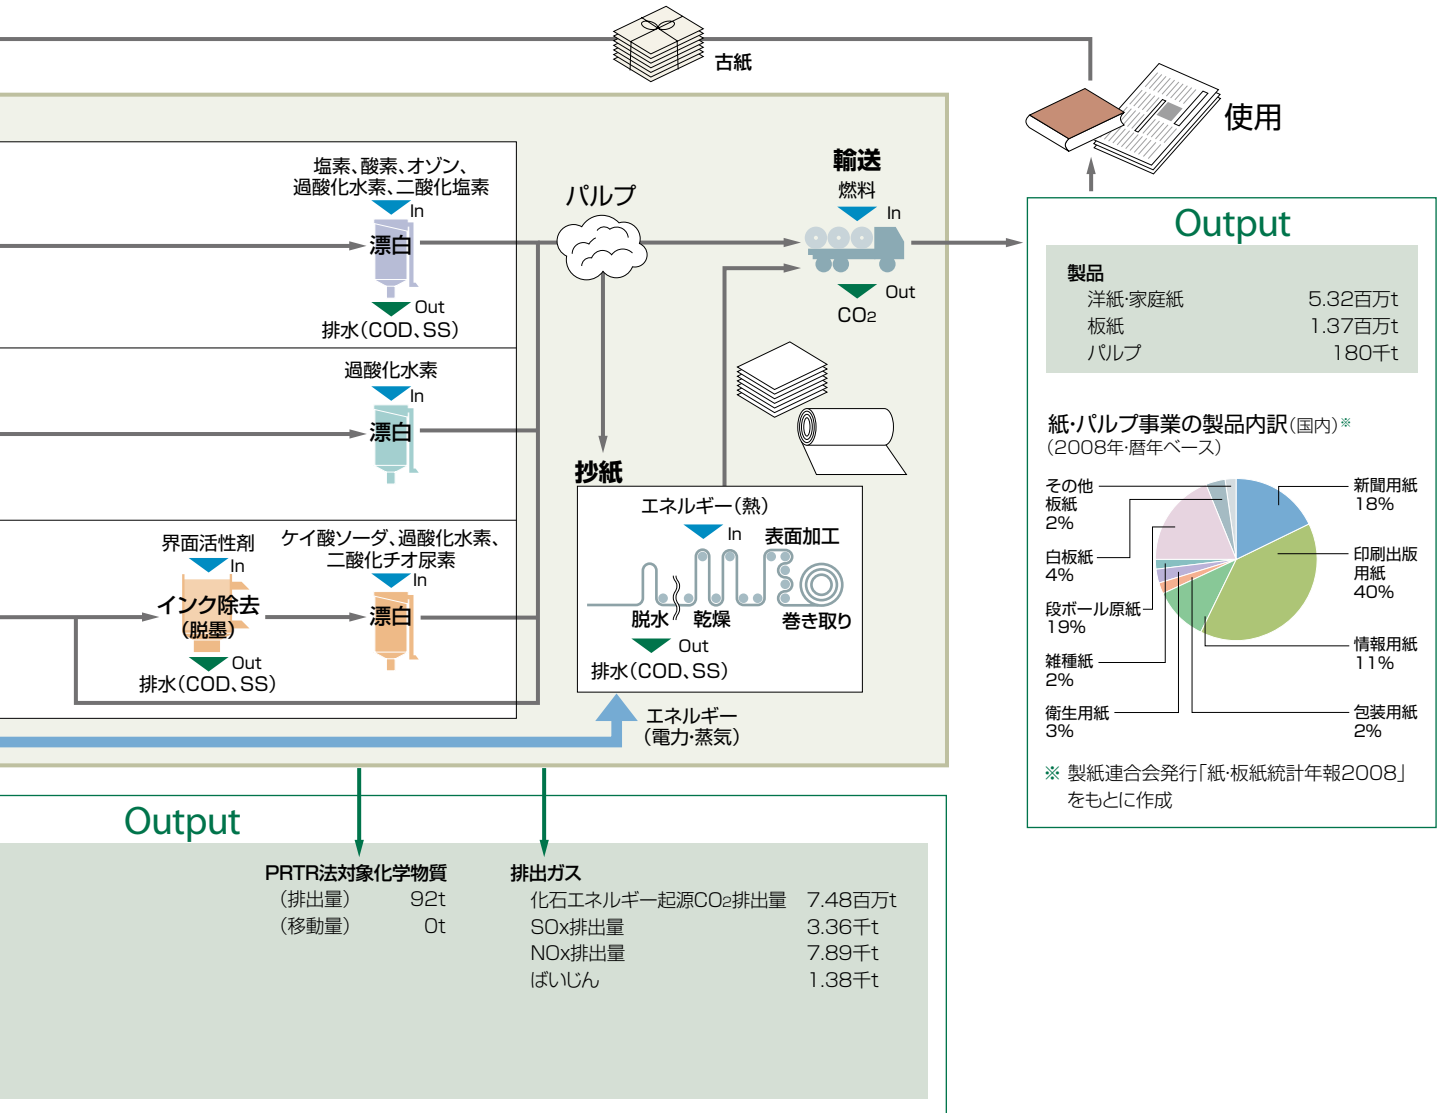 古紙
使用
塩素、酸素、オゾン、
過酸化水素、二酸化塩素
In
漂白
Out
排水(COD、SS)
パルプ
輸送
燃料
In
Out
CO2
過酸化水素
In
漂白
界面活性剤
In
インク除去
(脱墨)
Out
排水(COD、SS)
ケイ酸ソーダ、過酸化水素、
二酸化チオ尿素
In
漂白
抄紙
エネルギー(熱)
In
表面加工
脱水
乾燥
巻き取り
Out
排水(COD、SS)
エネルギー
(電力・蒸気)
Output
製品
洋紙・家庭紙 5.32百万t
板紙 1.37百万t
パルプ 180千t
紙・パルプ事業の製品内訳(国内)※
(2008年・暦年ベース)
その他
板紙
2%
白板紙
4%
段ボール原紙
19%
雑種紙
2%
衛生用紙
3%
新聞用紙
18%
印刷出版
用紙
40%
情報用紙
11%
包装用紙
2%
※ 製紙連合会発行「紙・板紙統計年報2008」
をもとに作成
Output
PRTR法対象化学物質
(排出量) 92t
(移動量) 0t
排出ガス
化石エネルギー起源CO2排出量 7.48百万t
SOx排出量 3.36千t
NOx排出量 7.89千t
ばいじん 1.38千t